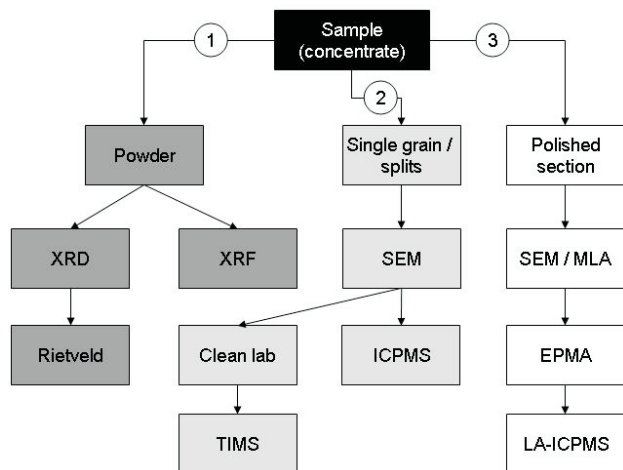 Sample
(concentrate)
1
2
3
Powder
Single grain /
splits
Polished
section
XRD
XRF
SEM
SEM / MLA
Rietveld
Clean lab
ICPMS
EPMA
TIMS
LA-ICPMS